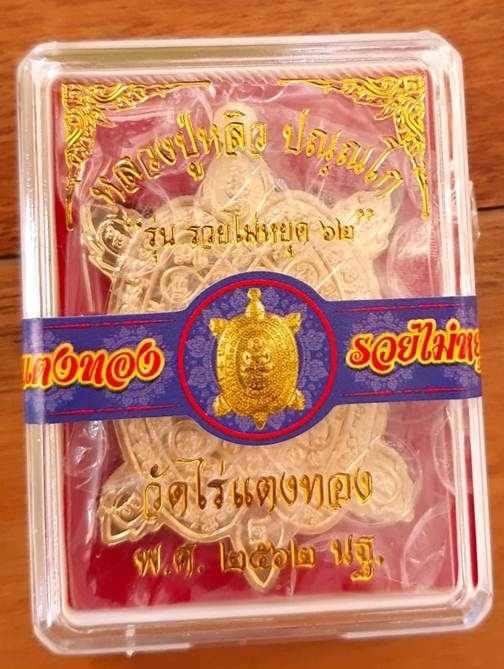 หลวงปู่หลิว ปณฺณโก
"รุ่น รวยไม่หยุด ๖๒"
แตงทอง รวยไม่หยุ
วัดไร่แตงทอง
พ.ศ. ๒๕๖๒ นฐ.